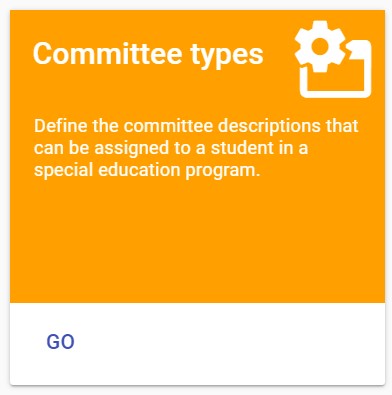 Committee types
Define the committee descriptions that
can be assigned to a student in a
special education program.
GO